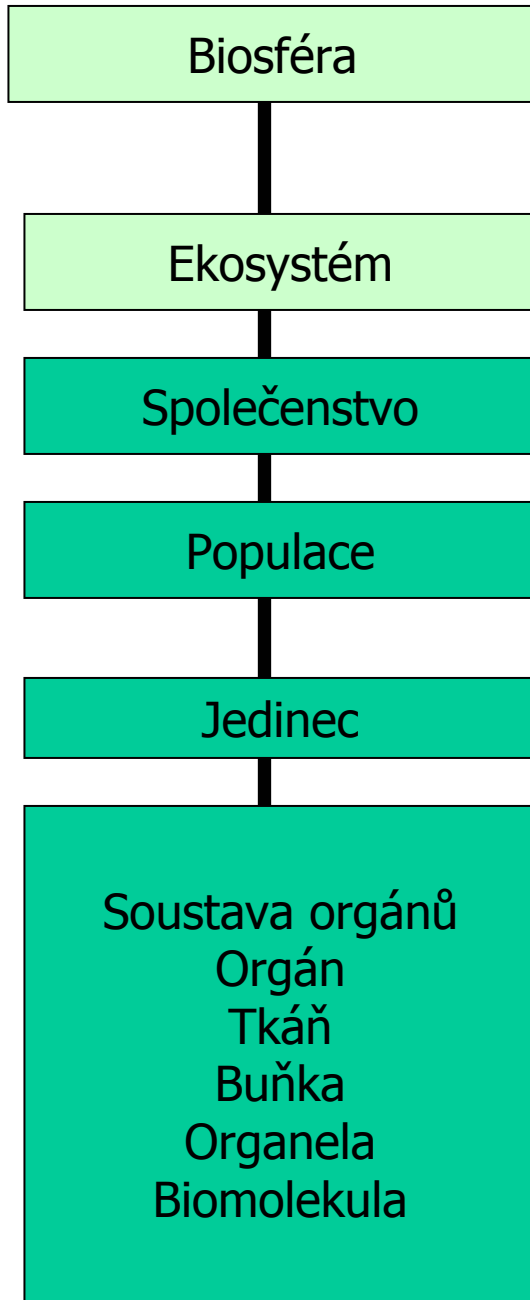 Biosféra
Ekosystém
Společenstvo
Populace
Jedinec
Soustava orgánů
Orgán
Tkáň
Buňka
Organela
Biomolekula